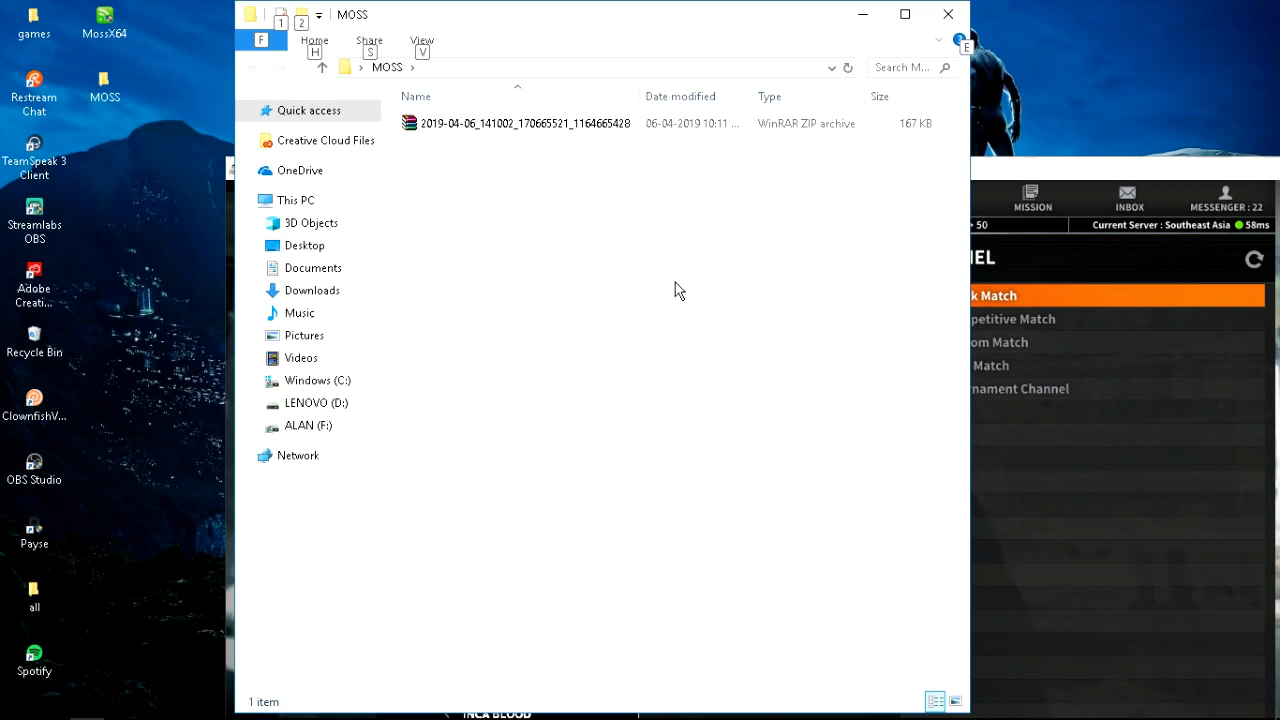 games
MossX64
Restream
Chat
MOSS
TeamSpeak 3
Client
Streamlabs
OBS
Adobe
Creati...
Recycle Bin
ClownfishV...
OBS Studio
Payse
all
Spotify
1
2
MOSS
F
Home
H
Share
S
View
V
E
MOSS
Search M...
Name
Date modified
Type
Size
2019-04-06_141002_170665521_1164665428
06-04-2019 10:11 ...
WinRAR ZIP archive
167 KB
Quick access
Creative Cloud Files
OneDrive
This PC
3D Objects
Desktop
Documents
Downloads
Music
Pictures
Videos
Windows (C:)
LENOVO (D:)
ALAN (F:)
Network
1 item
MISSION
INBOX
MESSENGER : 22
50
Current Server : Southeast Asia
58ms
EL
k Match
petitive Match
om Match
Match
rnament Channel
INCA BLOOD